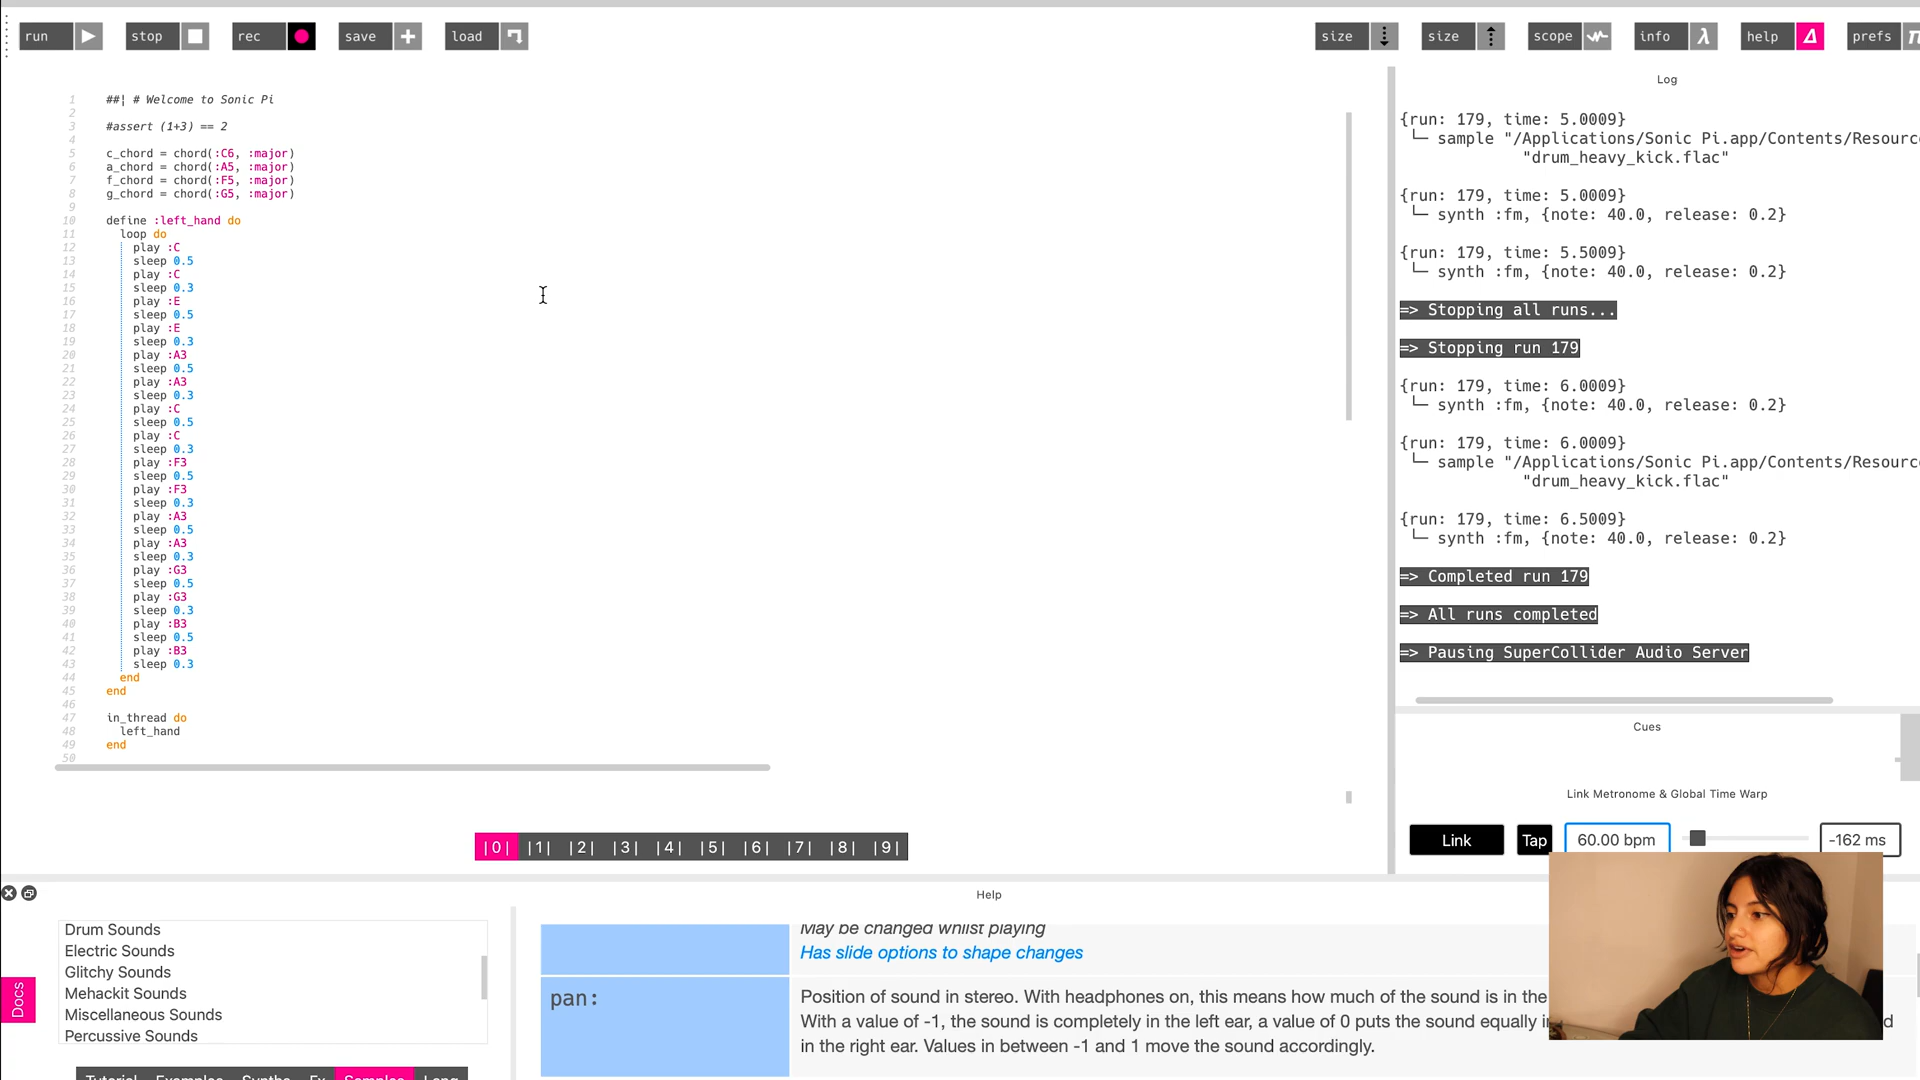 run
stop
rec
save
load
size
size
scope
info
help
prefs
1 ##| # Welcome to Sonic Pi
2
3 #assert (1+3) == 2
4
5 c_chord = chord(:C6, :major)
6 a_chord = chord(:A5, :major)
7 f_chord = chord(:F5, :major)
8 g_chord = chord(:G5, :major)
9
10 define :left_hand do
11 loop do
12 play :C
13 sleep 0.5
14 play :C
15 sleep 0.3
16 play :E
17 sleep 0.5
18 play :E
19 sleep 0.3
20 play :A3
21 sleep 0.5
22 play :A3
23 sleep 0.3
24 play :C
25 sleep 0.5
26 play :C
27 sleep 0.3
28 play :F3
29 sleep 0.5
30 play :F3
31 sleep 0.3
32 play :A3
33 sleep 0.5
34 play :A3
35 sleep 0.3
36 play :G3
37 sleep 0.5
38 play :G3
39 sleep 0.3
40 play :B3
41 sleep 0.5
42 play :B3
43 sleep 0.3
44 end
45 end
46
47 in_thread do
48 left_hand
49 end
50
|0| |1| |2| |3| |4| |5| |6| |7| |8| |9|
Log
{run: 179, time: 5.0009}
└─ sample "/Applications/Sonic Pi.app/Contents/Resourc
"drum_heavy_kick.flac"
{run: 179, time: 5.0009}
└─ synth :fm, {note: 40.0, release: 0.2}
{run: 179, time: 5.5009}
└─ synth :fm, {note: 40.0, release: 0.2}
=> Stopping all runs...
=> Stopping run 179
{run: 179, time: 6.0009}
└─ synth :fm, {note: 40.0, release: 0.2}
{run: 179, time: 6.0009}
└─ sample "/Applications/Sonic Pi.app/Contents/Resourc
"drum_heavy_kick.flac"
{run: 179, time: 6.5009}
└─ synth :fm, {note: 40.0, release: 0.2}
=> Completed run 179
=> All runs completed
=> Pausing SuperCollider Audio Server
Cues
Link Metronome & Global Time Warp
Link
Tap
60.00 bpm
-162 ms
Help
Docs
Drum Sounds
Electric Sounds
Glitchy Sounds
Mehackit Sounds
Miscellaneous Sounds
Percussive Sounds
Tutorial Examples Synths Fx Samples Lang
May be changed whilst playing
Has slide options to shape changes
pan:
Position of sound in stereo. With headphones on, this means how much of the sound is in the
With a value of -1, the sound is completely in the left ear, a value of 0 puts the sound equally
in the right ear. Values in between -1 and 1 move the sound accordingly.